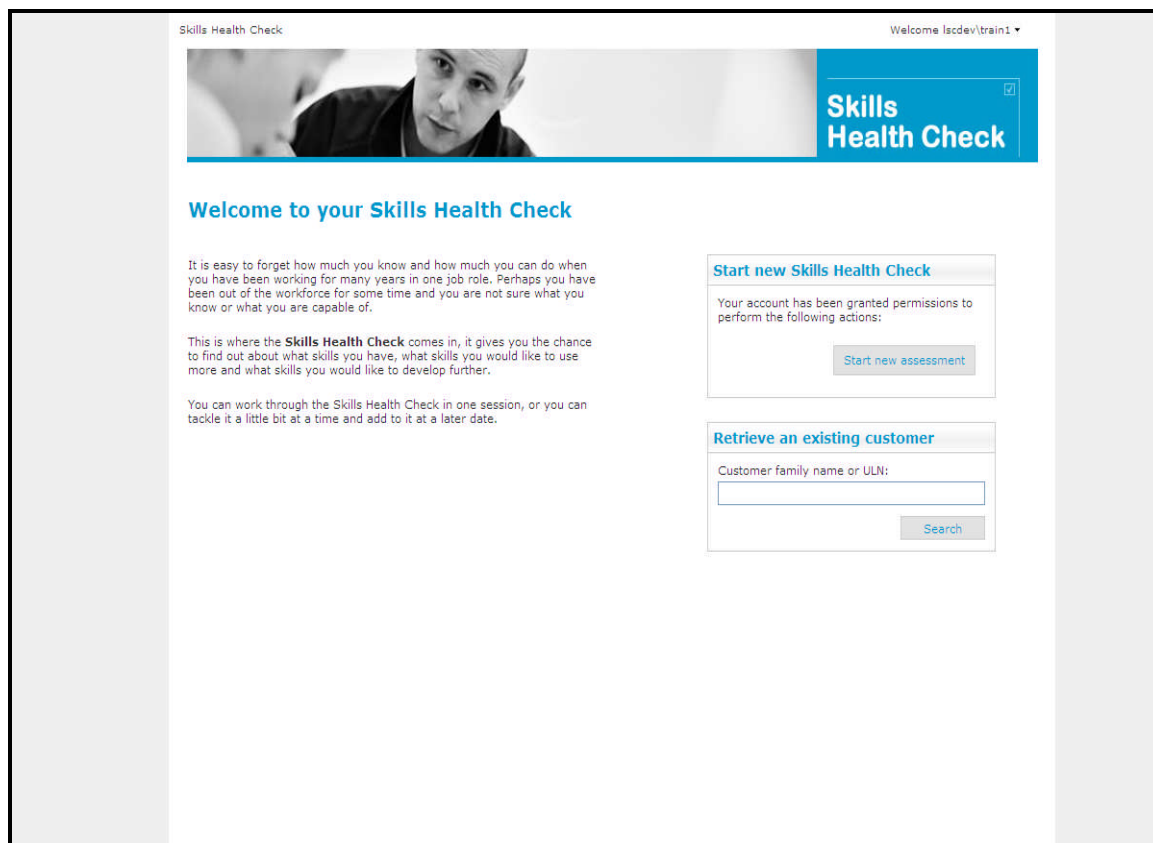 Skills Health Check
Welcome lscdev\train1
Skills
Health Check
Welcome to your Skills Health Check
It is easy to forget how much you know and how much you can do when
you have been working for many years in one job role. Perhaps you have
been out of the workforce for some time and you are not sure what you
know or what you are capable of.
This is where the Skills Health Check comes in, it gives you the chance
to find out about what skills you have, what skills you would like to use
more and what skills you would like to develop further.
You can work through the Skills Health Check in one session, or you can
tackle it a little bit at a time and add to it at a later date.
Start new Skills Health Check
Your account has been granted permissions to
perform the following actions:
Start new assessment
Retrieve an existing customer
Customer family name or ULN:
Search